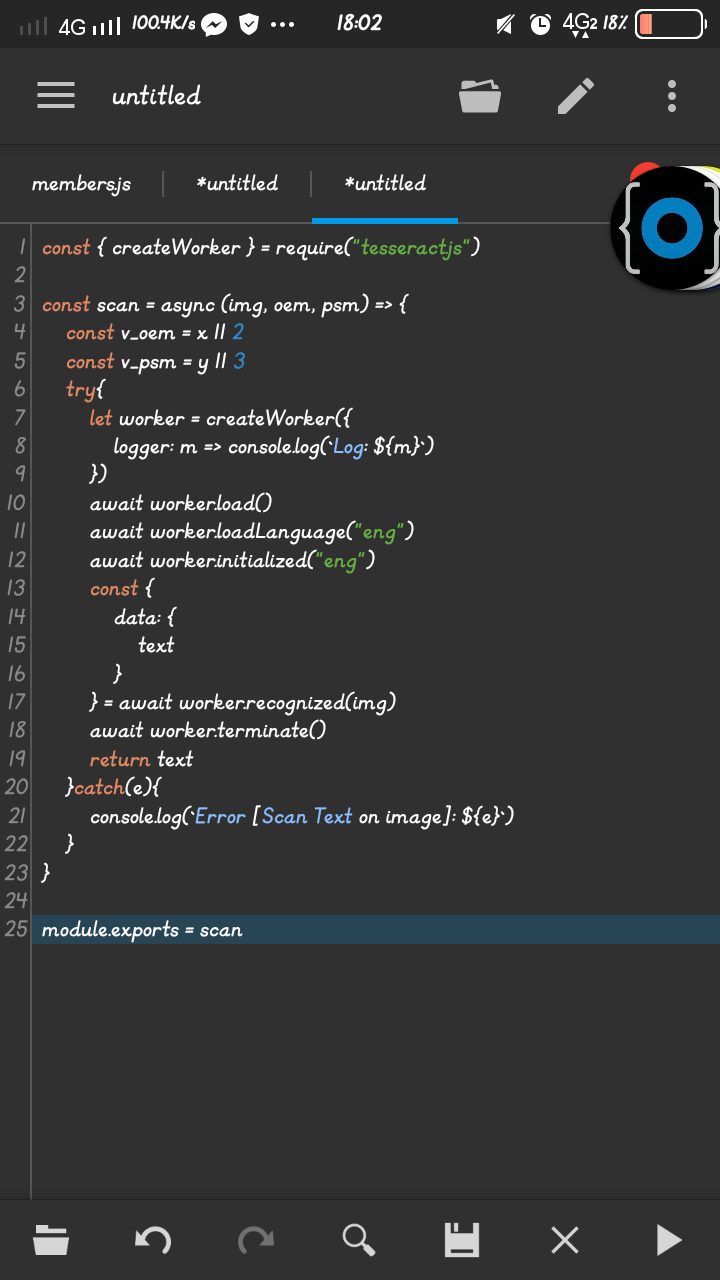 4G 100.4K/s 18:02 4G2 18%
untitled
members.js *untitled *untitled
1 const { createWorker } = require("tesseract.js")
2
3 const scan = async (img, oem, psm) => {
4 const v_oem = x || 2
5 const v_psm = y || 3
6 try{
7 let worker = createWorker({
8 logger: m => console.log(`Log: ${m}`)
9 })
10 await worker.load()
11 await worker.loadLanguage("eng")
12 await worker.initialized("eng")
13 const {
14 data: {
15 text
16 }
17 } = await worker.recognized(img)
18 await worker.terminate()
19 return text
20 }catch(e){
21 console.log(`Error [Scan Text on image]: ${e}`)
22 }
23 }
24
25 module.exports = scan